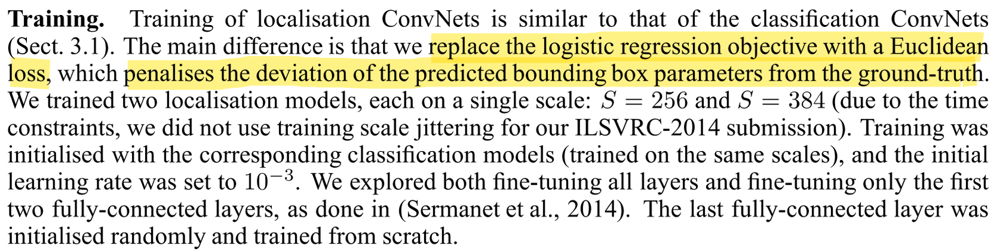 Training. Training of localisation ConvNets is similar to that of the classification ConvNets
(Sect. 3.1). The main difference is that we replace the logistic regression objective with a Euclidean
loss, which penalises the deviation of the predicted bounding box parameters from the ground-truth.
We trained two localisation models, each on a single scale: S = 256 and S = 384 (due to the time
constraints, we did not use training scale jittering for our ILSVRC-2014 submission). Training was
initialised with the corresponding classification models (trained on the same scales), and the initial
learning rate was set to 10⁻³. We explored both fine-tuning all layers and fine-tuning only the first
two fully-connected layers, as done in (Sermanet et al., 2014). The last fully-connected layer was
initialised randomly and trained from scratch.